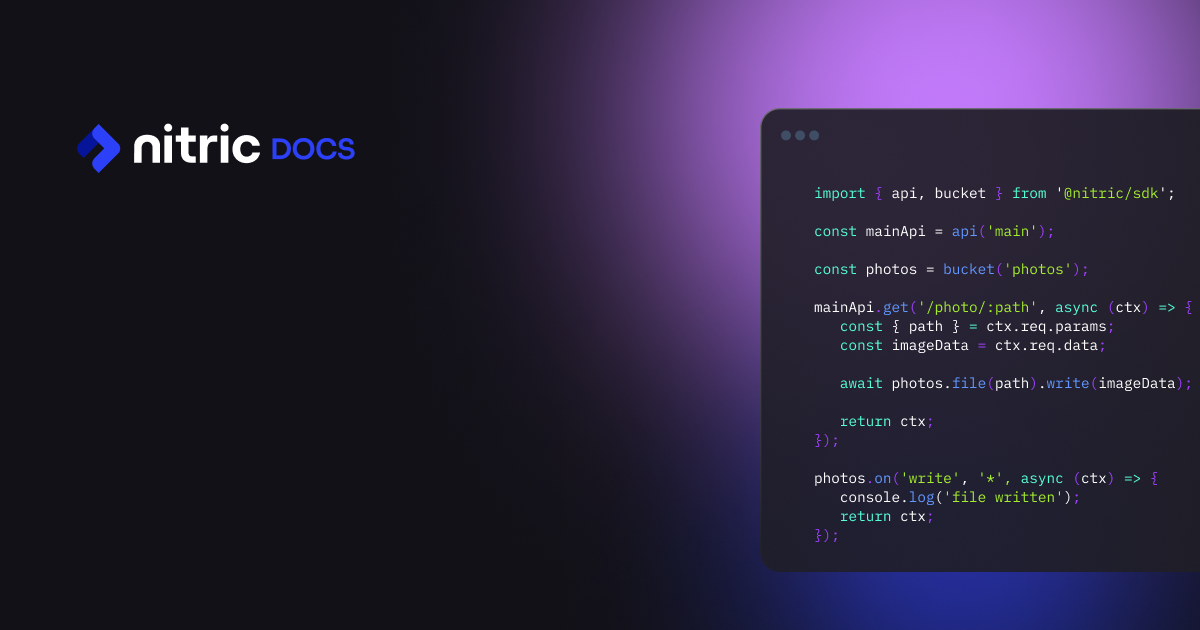 nitric DOCS
import { api, bucket } from '@nitric/sdk';
const mainApi = api('main');
const photos = bucket('photos');
mainApi.get('/photo/:path', async (ctx) => {
const { path } = ctx.req.params;
const imageData = ctx.req.data;
await photos.file(path).write(imageData);
return ctx;
});
photos.on('write', '*', async (ctx) => {
console.log('file written');
return ctx;
});